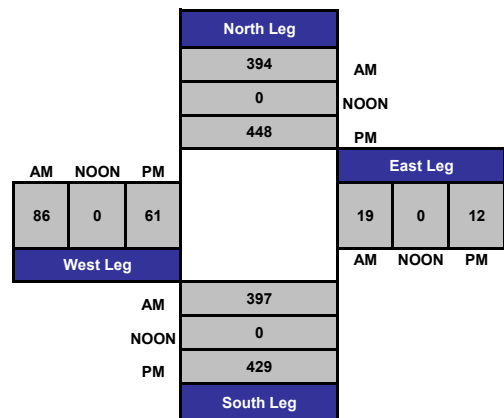 North Leg
394 AM
0 NOON
448 PM
AM NOON PM
East Leg
86 0 61
19 0 12
West Leg
AM NOON PM
AM 397
NOON 0
PM 429
South Leg